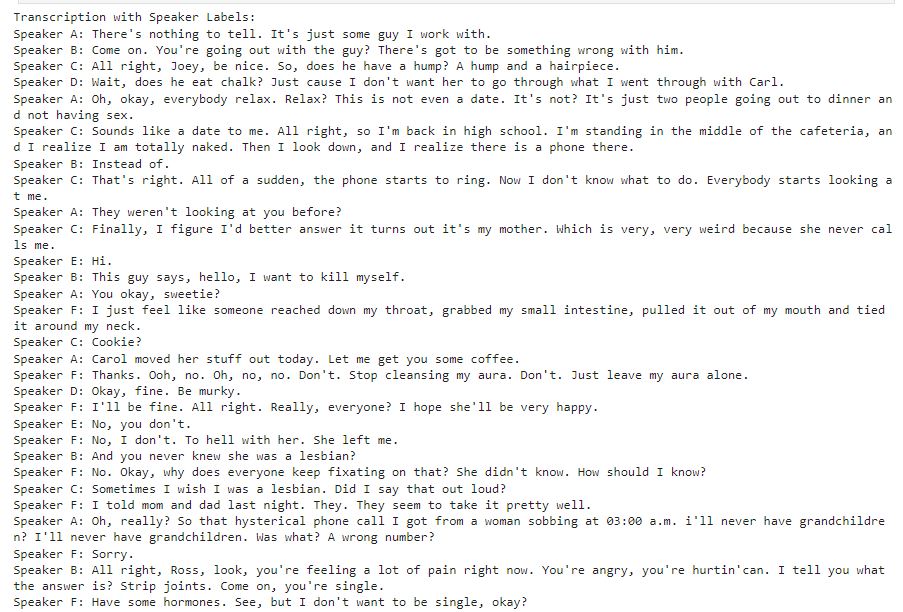 Transcription with Speaker Labels:
Speaker A: There's nothing to tell. It's just some guy I work with.
Speaker B: Come on. You're going out with the guy? There's got to be something wrong with him.
Speaker C: All right, Joey, be nice. So, does he have a hump? A hump and a hairpiece.
Speaker D: Wait, does he eat chalk? Just cause I don't want her to go through what I went through with Carl.
Speaker A: Oh, okay, everybody relax. Relax? This is not even a date. It's not? It's just two people going out to dinner an
d not having sex.
Speaker C: Sounds like a date to me. All right, so I'm back in high school. I'm standing in the middle of the cafeteria, an
d I realize I am totally naked. Then I look down, and I realize there is a phone there.
Speaker B: Instead of.
Speaker C: That's right. All of a sudden, the phone starts to ring. Now I don't know what to do. Everybody starts looking a
t me.
Speaker A: They weren't looking at you before?
Speaker C: Finally, I figure I'd better answer it turns out it's my mother. Which is very, very weird because she never cal
ls me.
Speaker E: Hi.
Speaker B: This guy says, hello, I want to kill myself.
Speaker A: You okay, sweetie?
Speaker F: I just feel like someone reached down my throat, grabbed my small intestine, pulled it out of my mouth and tied
it around my neck.
Speaker C: Cookie?
Speaker A: Carol moved her stuff out today. Let me get you some coffee.
Speaker F: Thanks. Ooh, no. Oh, no, no. Don't. Stop cleansing my aura. Don't. Just leave my aura alone.
Speaker D: Okay, fine. Be murky.
Speaker F: I'll be fine. All right. Really, everyone? I hope she'll be very happy.
Speaker E: No, you don't.
Speaker F: No, I don't. To hell with her. She left me.
Speaker B: And you never knew she was a lesbian?
Speaker F: No. Okay, why does everyone keep fixating on that? She didn't know. How should I know?
Speaker C: Sometimes I wish I was a lesbian. Did I say that out loud?
Speaker F: I told mom and dad last night. They. They seem to take it pretty well.
Speaker A: Oh, really? So that hysterical phone call I got from a woman sobbing at 03:00 a.m. i'll never have grandchildre
n? I'll never have grandchildren. Was what? A wrong number?
Speaker F: Sorry.
Speaker B: All right, Ross, look, you're feeling a lot of pain right now. You're angry, you're hurtin'can. I tell you what
the answer is? Strip joints. Come on, you're single.
Speaker F: Have some hormones. See, but I don't want to be single, okay?